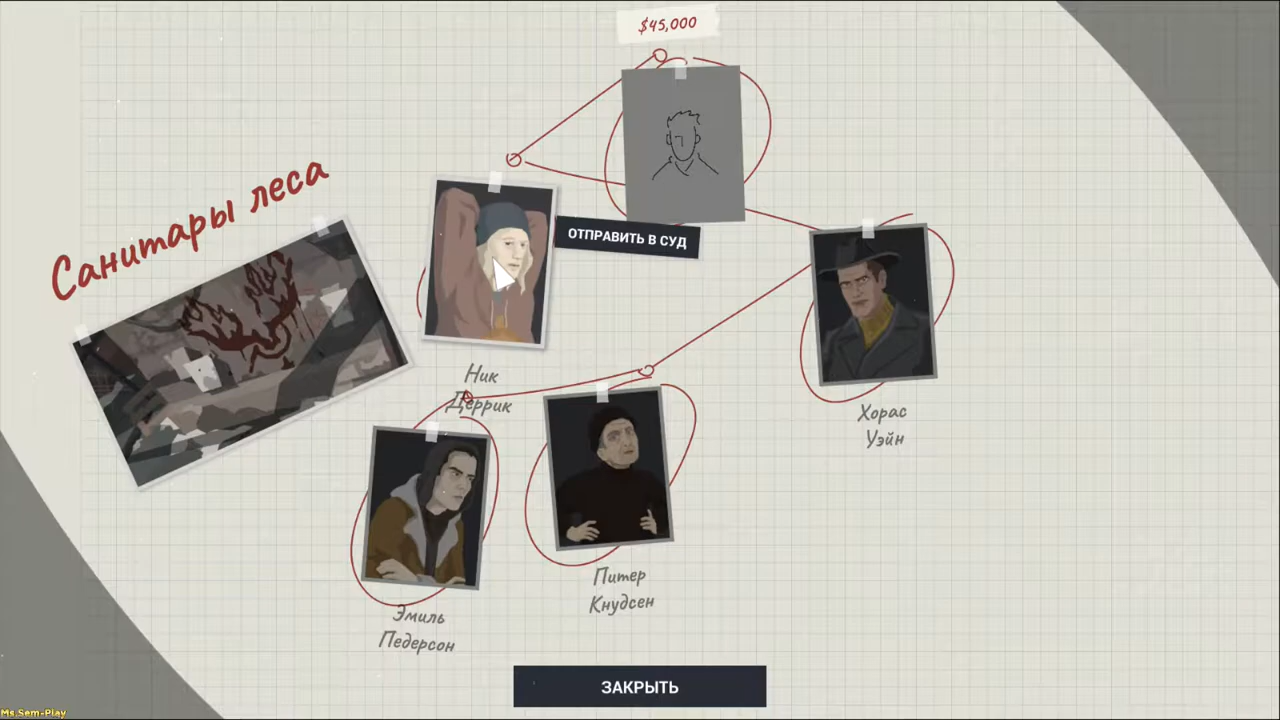 $45,000
Санитары леса
ОТПРАВИТЬ В СУД
Ник
Деррик
Хорас
Уэйн
Эмиль
Педерсон
Питер
Кнудсен
ЗАКРЫТЬ
Ms.Sem-Play